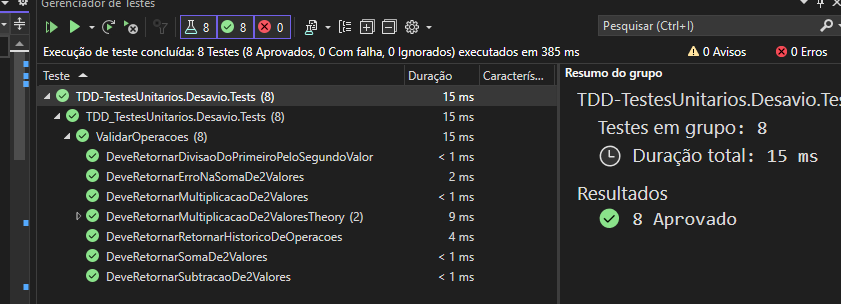 Gerenciador de Testes
8 8 0
Pesquisar (Ctrl+I)
Execução de teste concluída: 8 Testes (8 Aprovados, 0 Com falha, 0 Ignorados) executados em 385 ms
0 Avisos 0 Erros
Teste Duração Caracterís...
TDD-TestesUnitarios.Desavio.Tests (8) 15 ms
TDD_TestesUnitarios.Desavio.Tests (8) 15 ms
ValidarOperacoes (8) 15 ms
DeveRetornarDivisaoDoPrimeiroPeloSegundoValor < 1 ms
DeveRetornarErroNaSomaDe2Valores 2 ms
DeveRetornarMultiplicacaoDe2Valores < 1 ms
DeveRetornarMultiplicacaoDe2ValoresTheory (2) 9 ms
DeveRetornarRetornarHistoricoDeOperacoes 4 ms
DeveRetornarSomaDe2Valores < 1 ms
DeveRetornarSubtracaoDe2Valores < 1 ms
Resumo do grupo
TDD-TestesUnitarios.Desavio.Te
Testes em grupo: 8
Duração total: 15 ms
Resultados
8 Aprovado